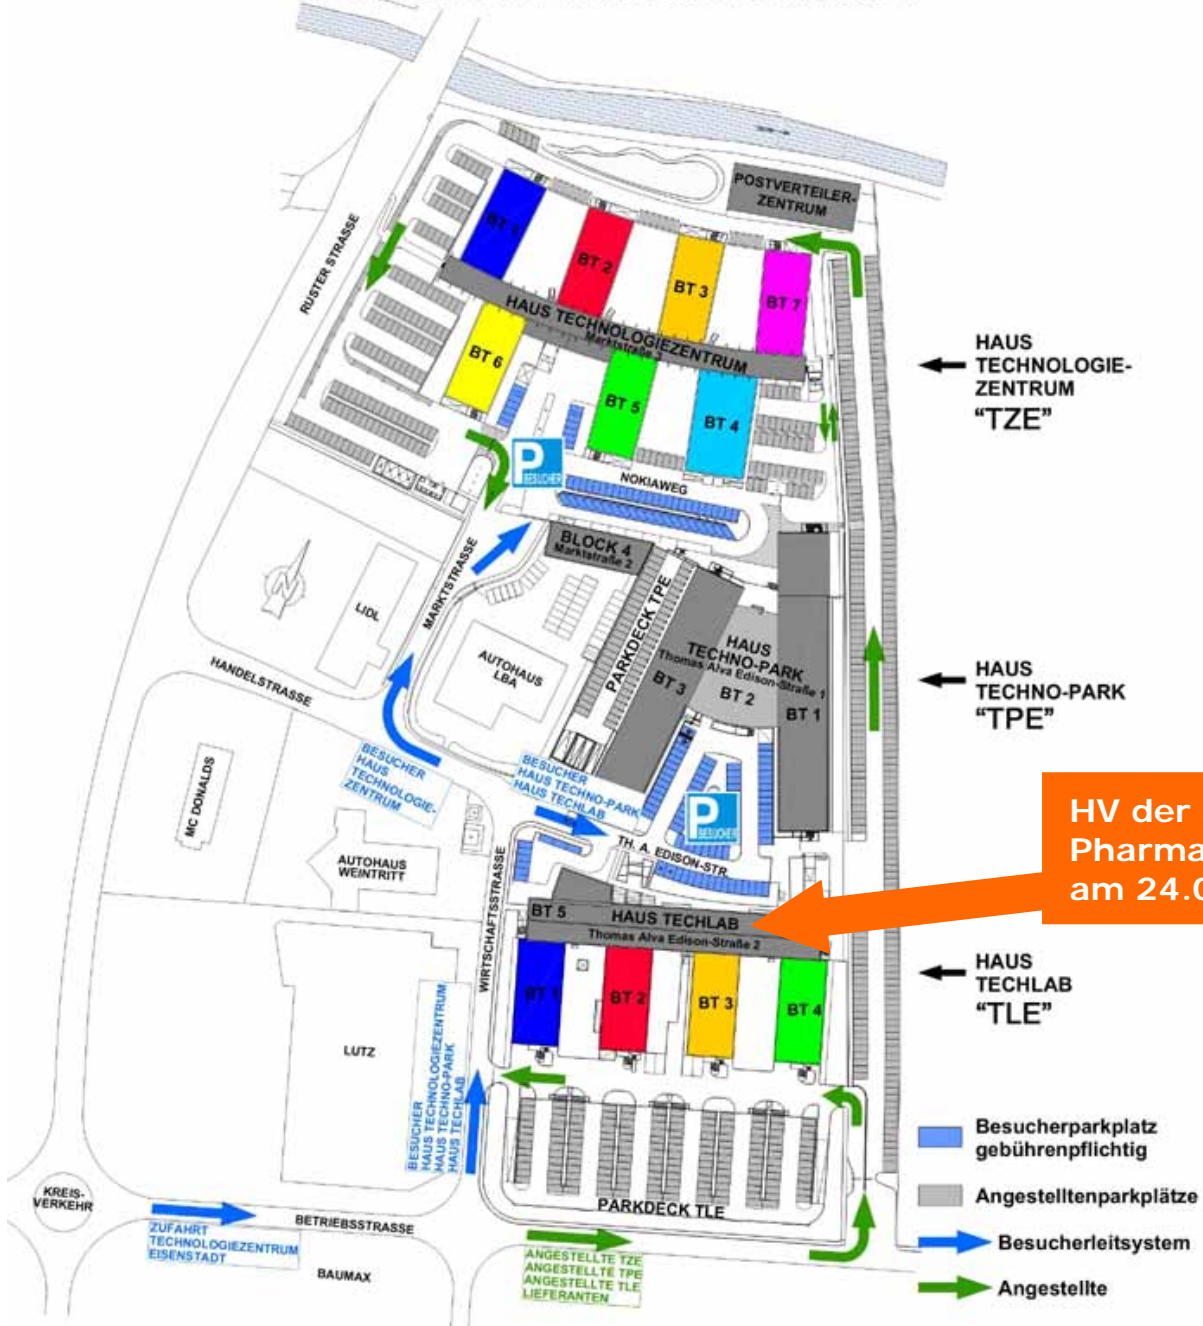 POSTVERTEILER-
ZENTRUM
RUSTER STRASSE
BT 1
BT 2
BT 3
BT 7
HAUS TECHNOLOGIEZENTRUM
BT 6
BT 5
BT 4
HAUS
TECHNOLOGIE-
ZENTRUM
“TZE”
P
BESUCHER
NOKIAWEG
BLOCK 4
Marktstraße 2
MARKTSTRASSE
N
LIDL
AUTOHAUS
LBA
PARKDECK TPE
HAUS
TECHNO-PARK
Thomas Alva Edison-Straße 1
BT 3
BT 2
BT 1
HAUS
TECHNO-PARK
“TPE”
HANDELSTRASSE
BESUCHER
HAUS
TECHNOLOGIE-
ZENTRUM
BESUCHER
HAUS TECHNO-PARK
HAUS TECHLAB
P
BESUCHER
MC DONALDS
AUTOHAUS
WEINTRITT
TH. A. EDISON-STR.
HV der
Pharma
am 24.0
WIRTSCHAFTSSTRASSE
BT 5
HAUS TECHLAB
Thomas Alva Edison-Straße 2
BT 1
BT 2
BT 3
BT 4
HAUS
TECHLAB
“TLE”
LUTZ
BESUCHER
HAUS TECHNOLOGIEZENTRUM
HAUS TECHNO-PARK
HAUS TECHLAB
KREIS-
VERKEHR
ZUFAHRT
TECHNOLOGIEZENTRUM
EISENSTADT
BETRIEBSSTRASSE
BAUMAX
PARKDECK TLE
ANGESTELLTE TZE
ANGESTELLTE TPE
ANGESTELLTE TLE
LIEFERANTEN
Besucherparkplatz
gebührenpflichtig
Angestelltenparkplätze
Besucherleitsystem
Angestellte